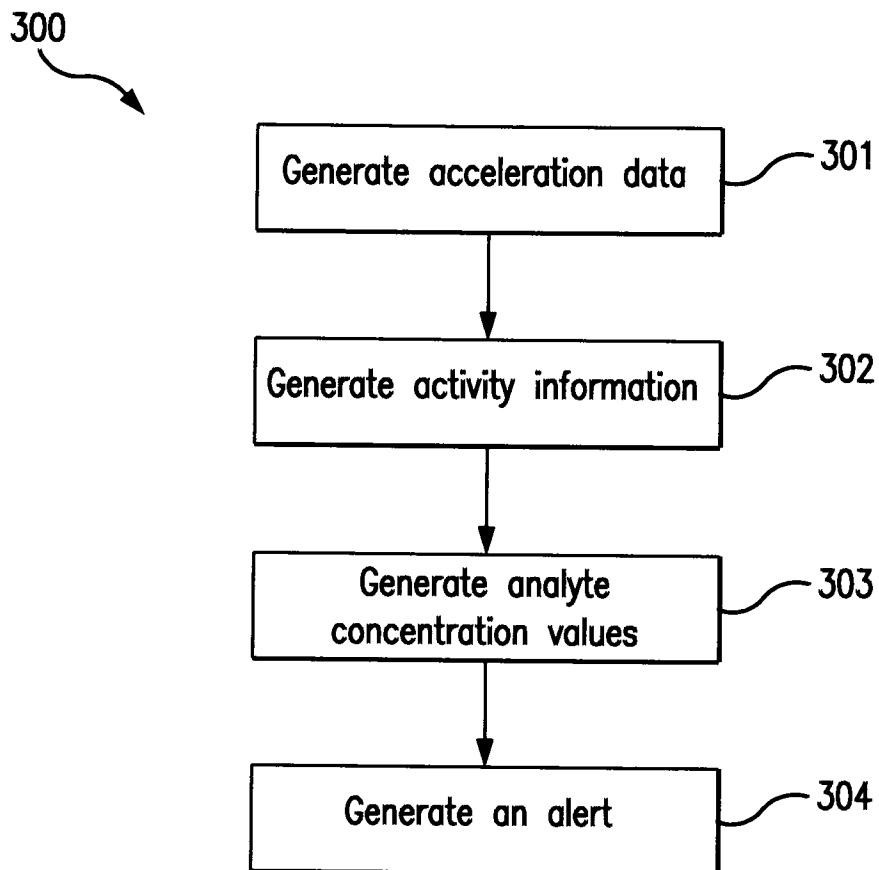 300
Generate acceleration data
301
Generate activity information
302
Generate analyte
concentration values
303
Generate an alert
304